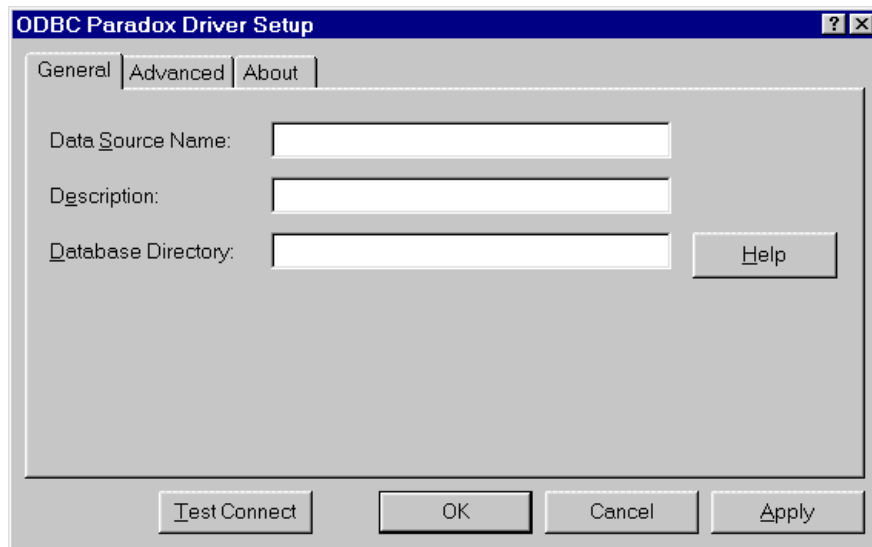 ODBC Paradox Driver Setup
General Advanced About
Data Source Name:
Description:
Database Directory:
Help
Test Connect OK Cancel Apply